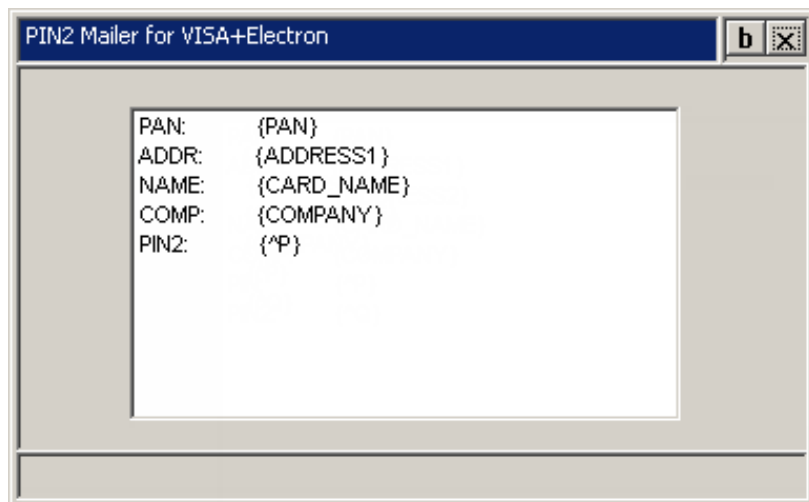 PIN2 Mailer for VISA+Electron
b
PAN: {PAN}
ADDR: {ADDRESS1}
NAME: {CARD_NAME}
COMP: {COMPANY}
PIN2: {^P}